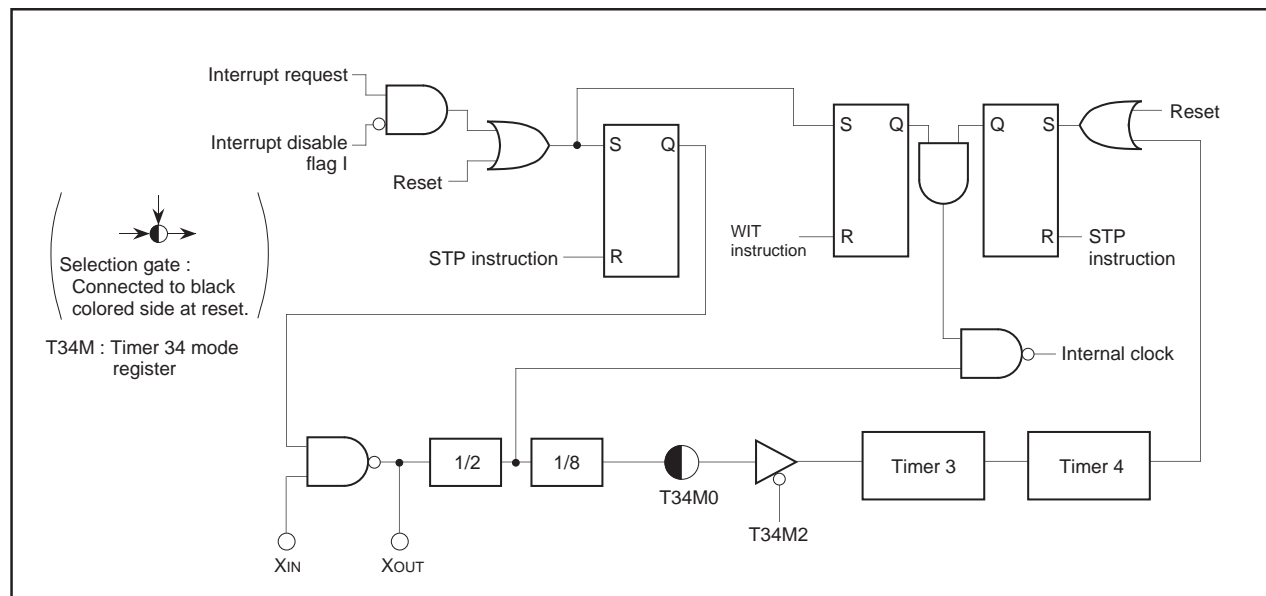 Interrupt request
Interrupt disable
flag I
Reset
S
Q
R
STP instruction
S
Q
R
WIT
instruction
Q
S
R
Reset
STP
instruction
Selection gate :
Connected to black
colored side at reset.
T34M : Timer 34 mode
register
Internal clock
1/2
1/8
T34M0
T34M2
Timer 3
Timer 4
XIN
XOUT